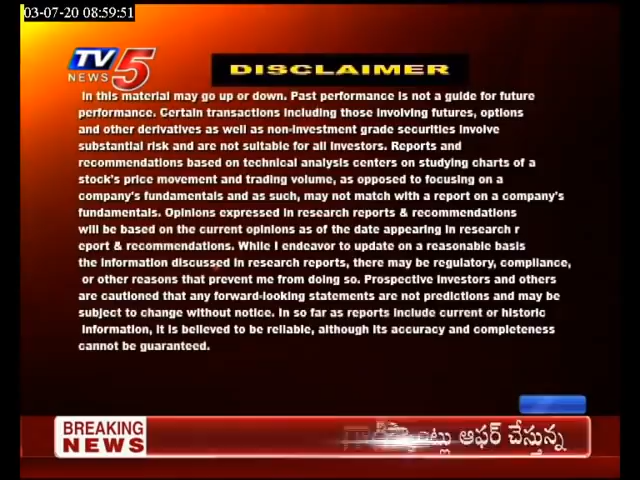 03-07-20 08:59:51
TV5
NEWS
DISCLAIMER
In this material may go up or down. Past performance is not a guide for future
performance. Certain transactions including those involving futures, options
and other derivatives as well as non-investment grade securities involve
substantial risk and are not suitable for all investors. Reports and
recommendations based on technical analysis centers on studying charts of a
stock's price movement and trading volume, as opposed to focusing on a
company's fundamentals and as such, may not match with a report on a company's
fundamentals. Opinions expressed in research reports & recommendations
will be based on the current opinions as of the date appearing in research r
eport & recommendations. While I endeavor to update on a reasonable basis
the information discussed in research reports, there may be regulatory, compliance,
or other reasons that prevent me from doing so. Prospective investors and others
are cautioned that any forward-looking statements are not predictions and may be
subject to change without notice. In so far as reports include current or historic
information, it is believed to be reliable, although its accuracy and completeness
cannot be guaranteed.
BREAKING
NEWS
ఆఫర్ చేస్తున్న